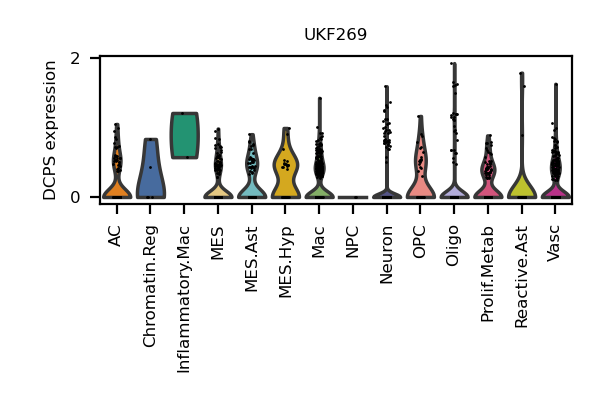 UKF269
DCPS expression
2
0
AC
Chromatin.Reg
Inflammatory.Mac
MES
MES.Ast
MES.Hyp
Mac
NPC
Neuron
OPC
Oligo
Prolif.Metab
Reactive.Ast
Vasc